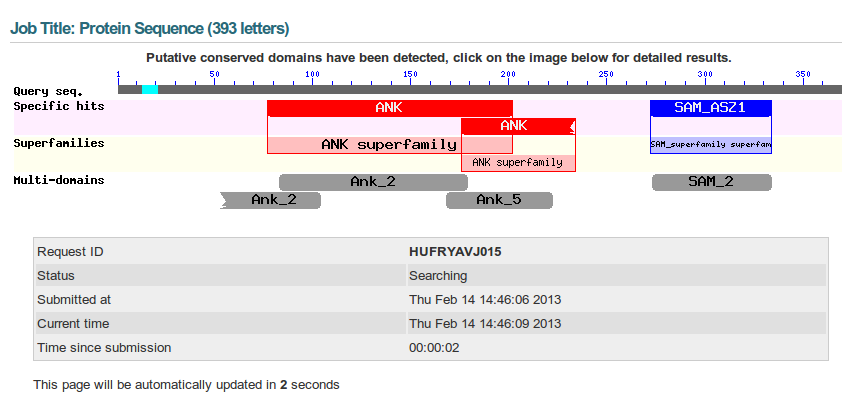 Job Title: Protein Sequence (393 letters)
Putative conserved domains have been detected, click on the image below for detailed results.
1 50 100 150 200 250 300 350
Query seq.
Specific hits ANK SAM_ASZ1
ANK
Superfamilies ANK superfamily SAM_superfamily superfam
ANK superfamily
Multi-domains Ank_2 SAM_2
Ank_2 Ank_5
Request ID HUFRYAVJ015
Status Searching
Submitted at Thu Feb 14 14:46:06 2013
Current time Thu Feb 14 14:46:09 2013
Time since submission 00:00:02
This page will be automatically updated in 2 seconds